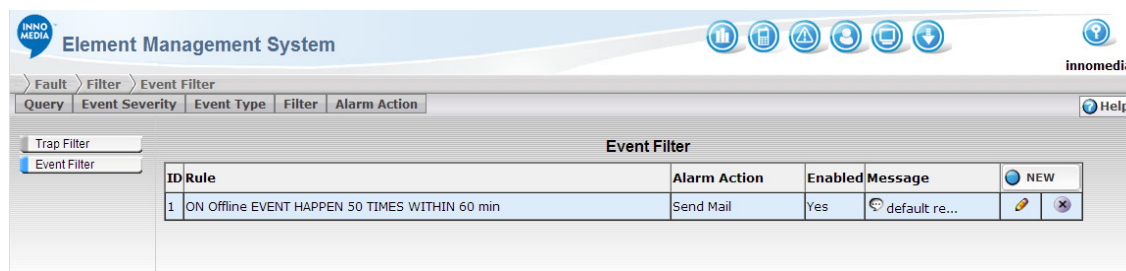 INNO
MEDIA
Element Management System
innomedia
Fault Filter Event Filter
Query Event Severity Event Type Filter Alarm Action
Help
Trap Filter
Event Filter
Event Filter
ID Rule Alarm Action Enabled Message NEW
1 ON Offline EVENT HAPPEN 50 TIMES WITHIN 60 min Send Mail Yes default re...